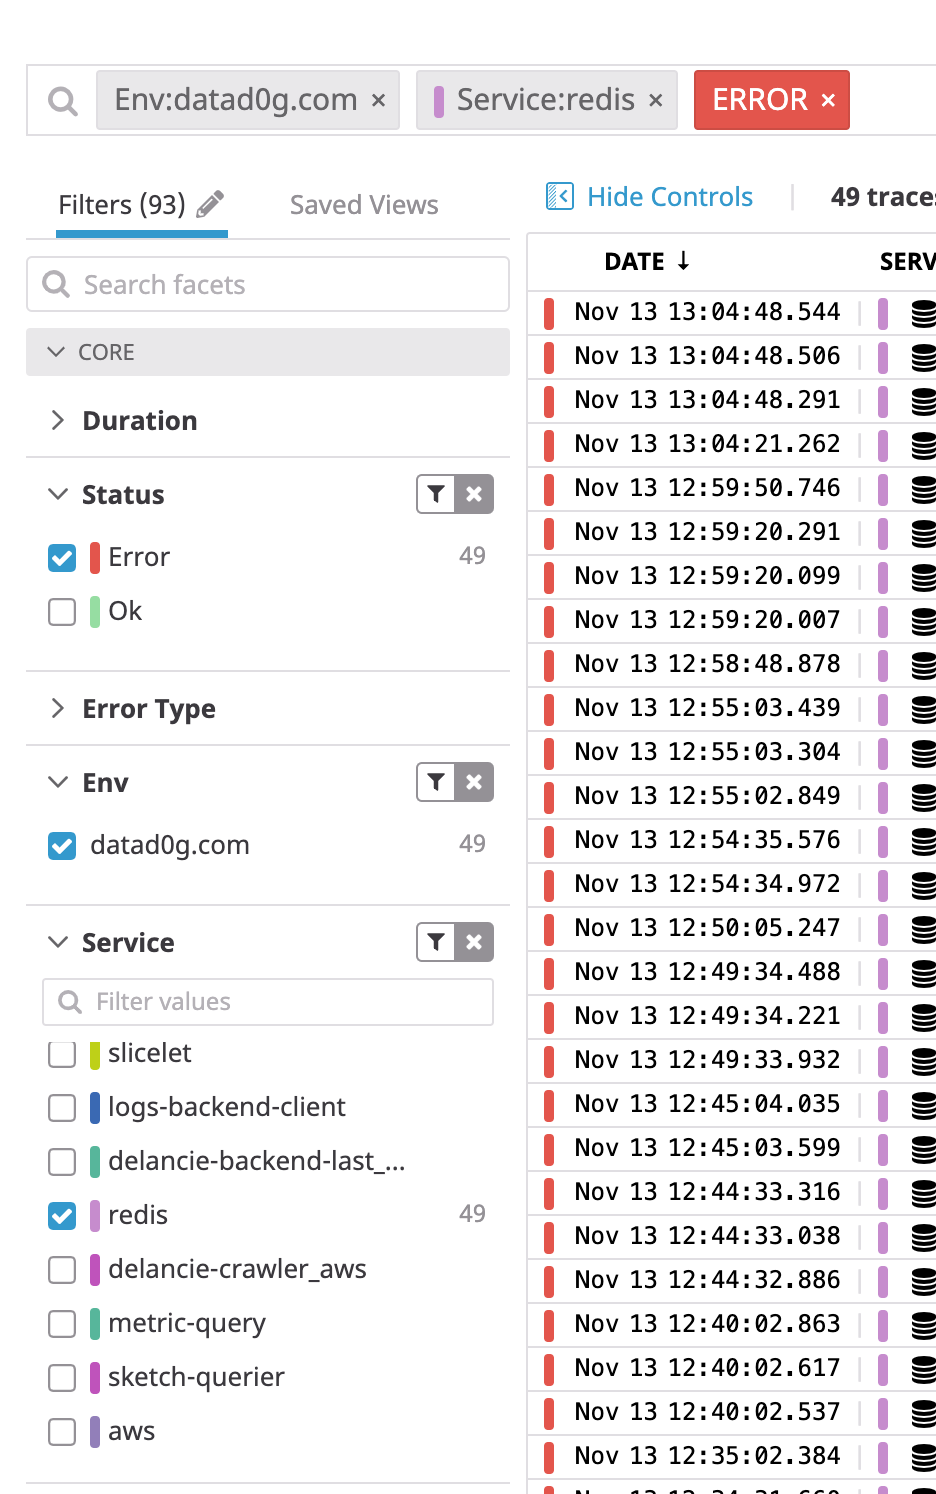 Env:datad0g.com × Service:redis × ERROR ×
Filters (93)
Saved Views
Search facets
CORE
Duration
Status
Error 49
Ok
Error Type
Env
datad0g.com 49
Service
Filter values
slicelet
logs-backend-client
delancie-backend-last_...
redis 49
delancie-crawler_aws
metric-query
sketch-querier
aws
Hide Controls
49 trace
DATE ↓ SERV
Nov 13 13:04:48.544
Nov 13 13:04:48.506
Nov 13 13:04:48.291
Nov 13 13:04:21.262
Nov 13 12:59:50.746
Nov 13 12:59:20.291
Nov 13 12:59:20.099
Nov 13 12:59:20.007
Nov 13 12:58:48.878
Nov 13 12:55:03.439
Nov 13 12:55:03.304
Nov 13 12:55:02.849
Nov 13 12:54:35.576
Nov 13 12:54:34.972
Nov 13 12:50:05.247
Nov 13 12:49:34.488
Nov 13 12:49:34.221
Nov 13 12:49:33.932
Nov 13 12:45:04.035
Nov 13 12:45:03.599
Nov 13 12:44:33.316
Nov 13 12:44:33.038
Nov 13 12:44:32.886
Nov 13 12:40:02.863
Nov 13 12:40:02.617
Nov 13 12:40:02.537
Nov 13 12:35:02.384